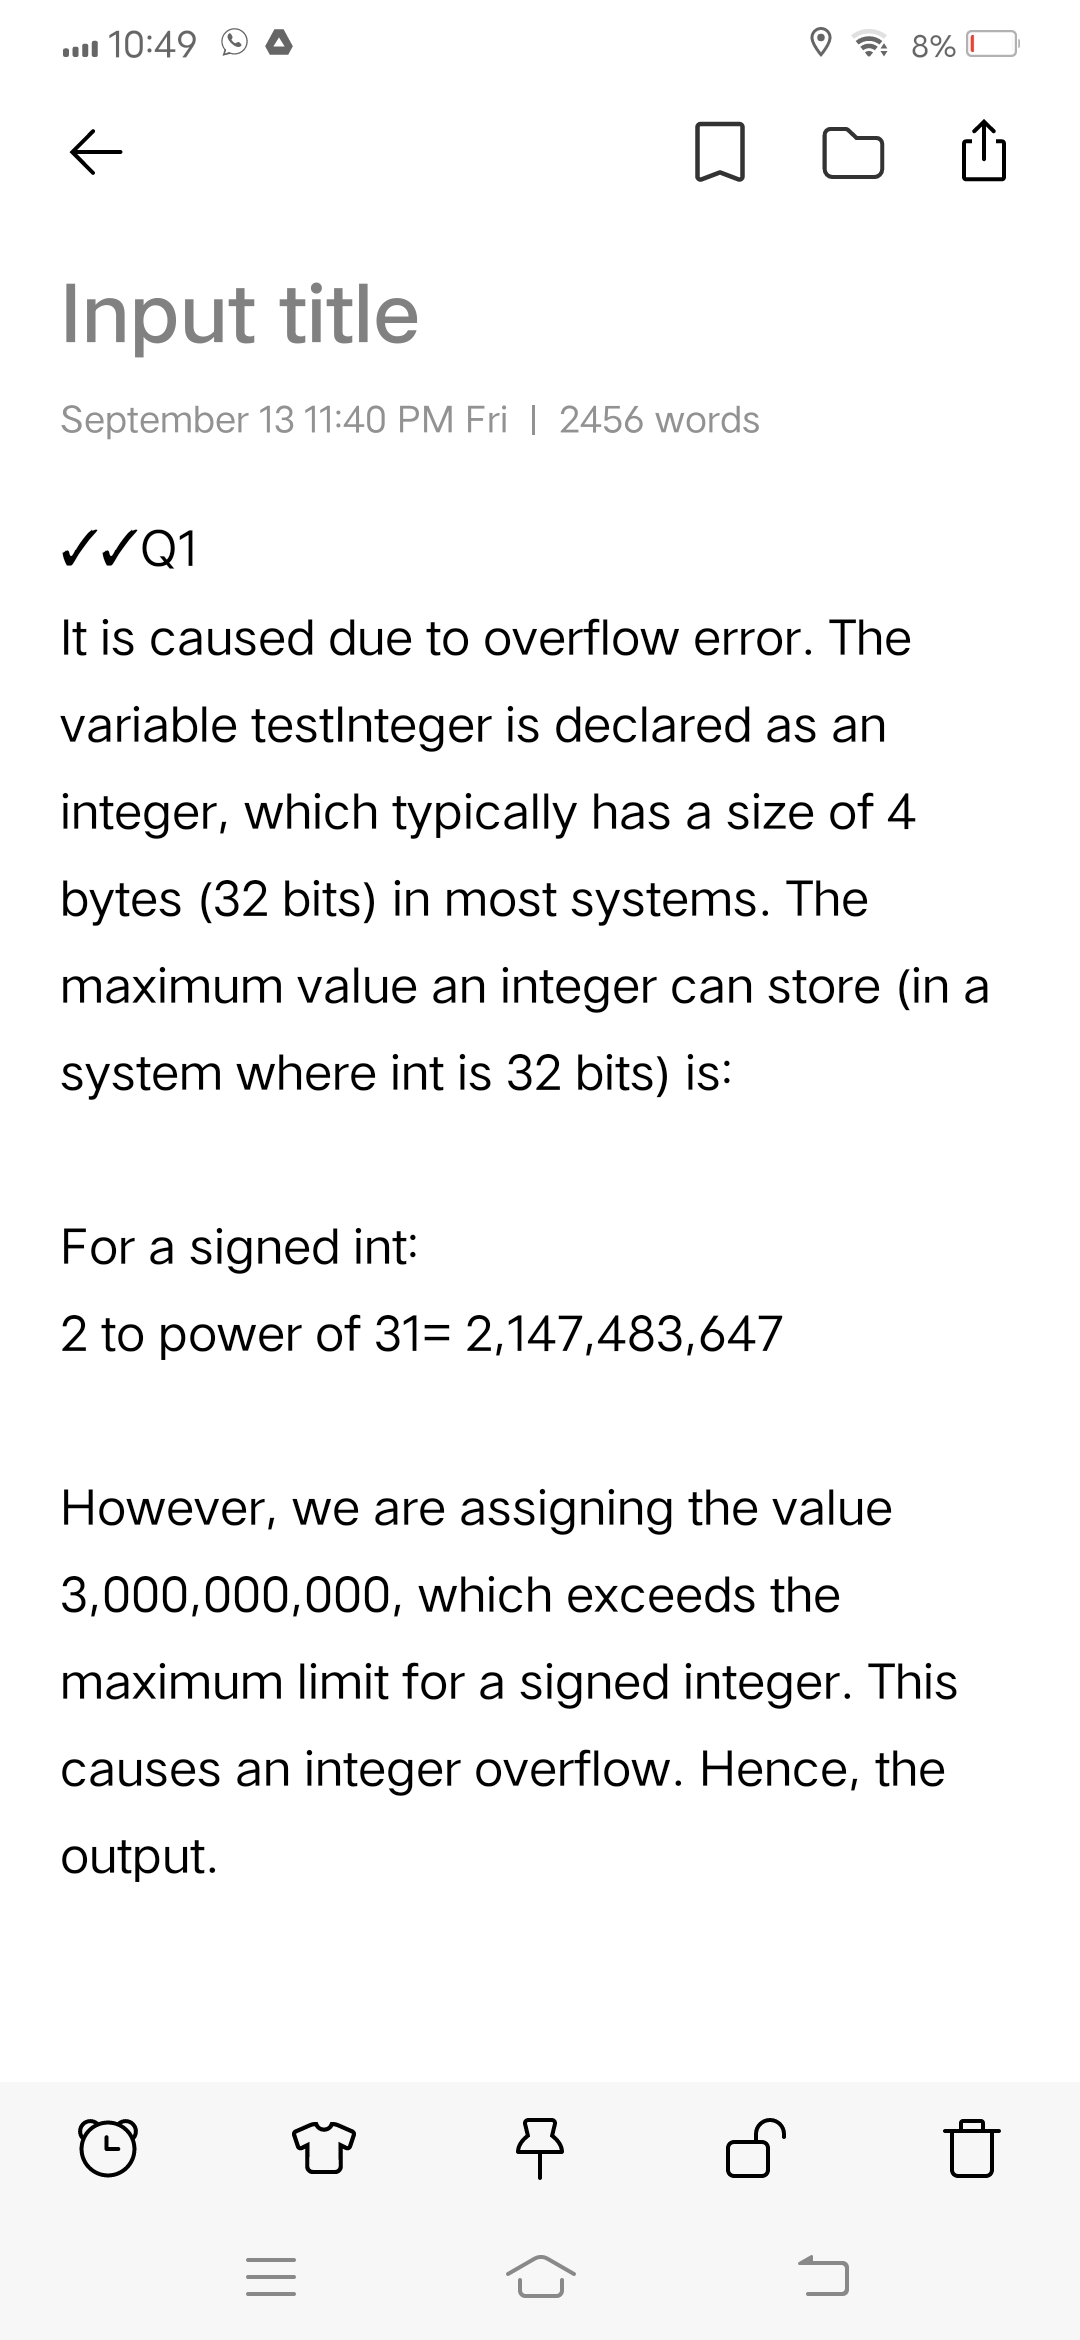 10:49 8%
Input title
September 13 11:40 PM Fri | 2456 words
✓✓Q1
It is caused due to overflow error. The
variable testInteger is declared as an
integer, which typically has a size of 4
bytes (32 bits) in most systems. The
maximum value an integer can store (in a
system where int is 32 bits) is:
For a signed int:
2 to power of 31= 2,147,483,647
However, we are assigning the value
3,000,000,000, which exceeds the
maximum limit for a signed integer. This
causes an integer overflow. Hence, the
output.